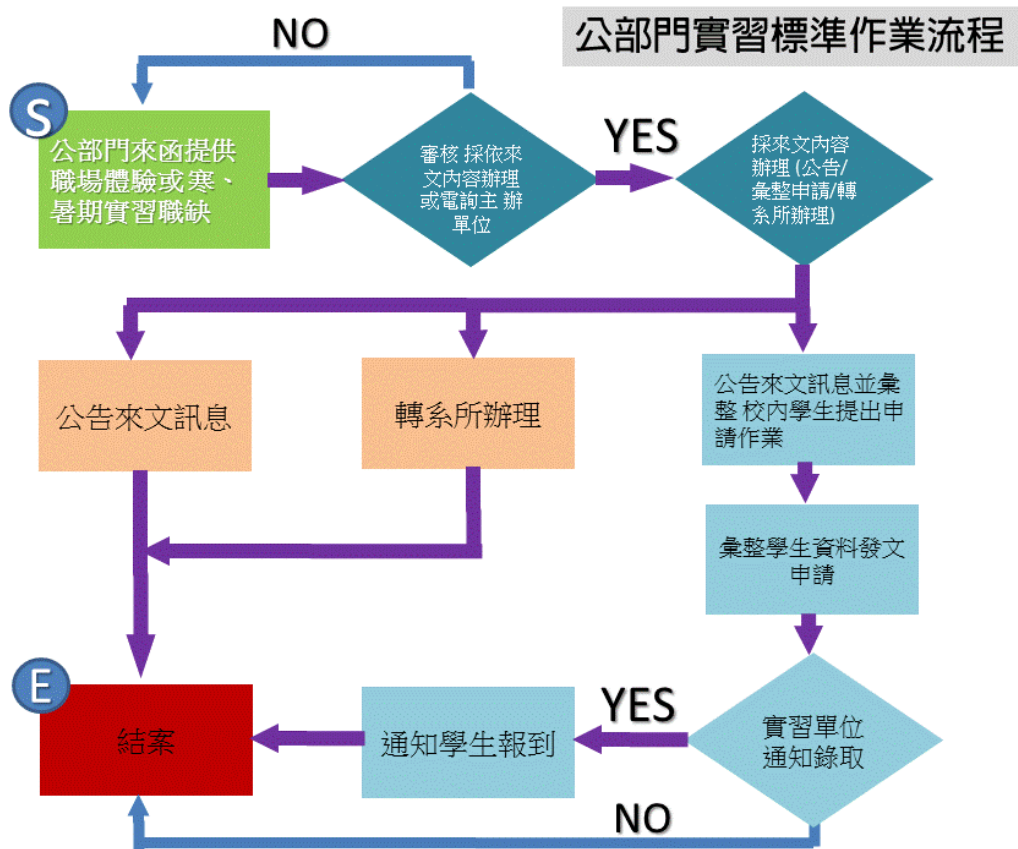 公部門實習標準作業流程
NO
S
公部門來函提供
職場體驗或 寒、
暑期實習職缺
審核 採依來
文內容辦理
或電詢主 辦
單位
YES
採來文內容
辦理 (公告/
彙整申請/轉
系所辦理)
公告來文訊息
轉系所辦理
公告來文訊息並彙
整 校內學生提出申
請作業
彙整學生資料發文
申請
E
結案
通知學生報到
YES
實習單位
通知錄取
NO